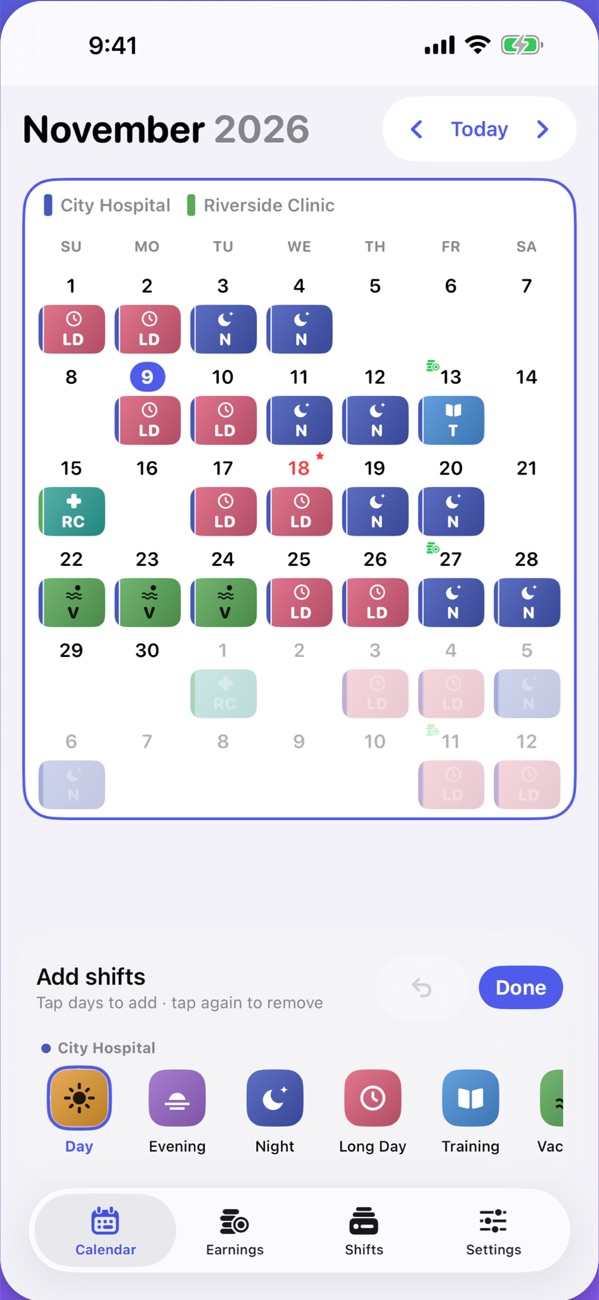 9:41
November 2026
Today
City Hospital Riverside Clinic
SU MO TU WE TH FR SA
1 2 3 4 5 6 7
LD LD N N
8 9 10 11 12 13 14
LD LD N N T
15 16 17 18 19 20 21
RC LD LD N N
22 23 24 25 26 27 28
V V V LD LD N N
29 30 1 2 3 4 5
RC LD LD N
6 7 8 9 10 11 12
N LD LD
Add shifts
Tap days to add · tap again to remove
Done
City Hospital
Day Evening Night Long Day Training Vac
Calendar Earnings Shifts Settings